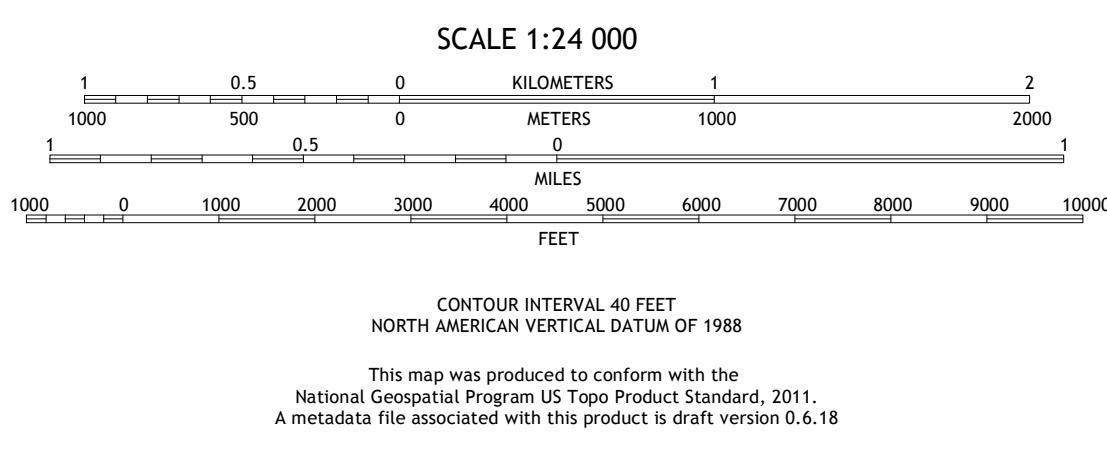 SCALE 1:24 000
1 0.5 0 KILOMETERS 1 2
1000 500 0 METERS 1000 2000
1 0.5 0 1
MILES
1000 0 1000 2000 3000 4000 5000 6000 7000 8000 9000 10000
FEET
CONTOUR INTERVAL 40 FEET
NORTH AMERICAN VERTICAL DATUM OF 1988
This map was produced to conform with the
National Geospatial Program US Topo Product Standard, 2011.
A metadata file associated with this product is draft version 0.6.18